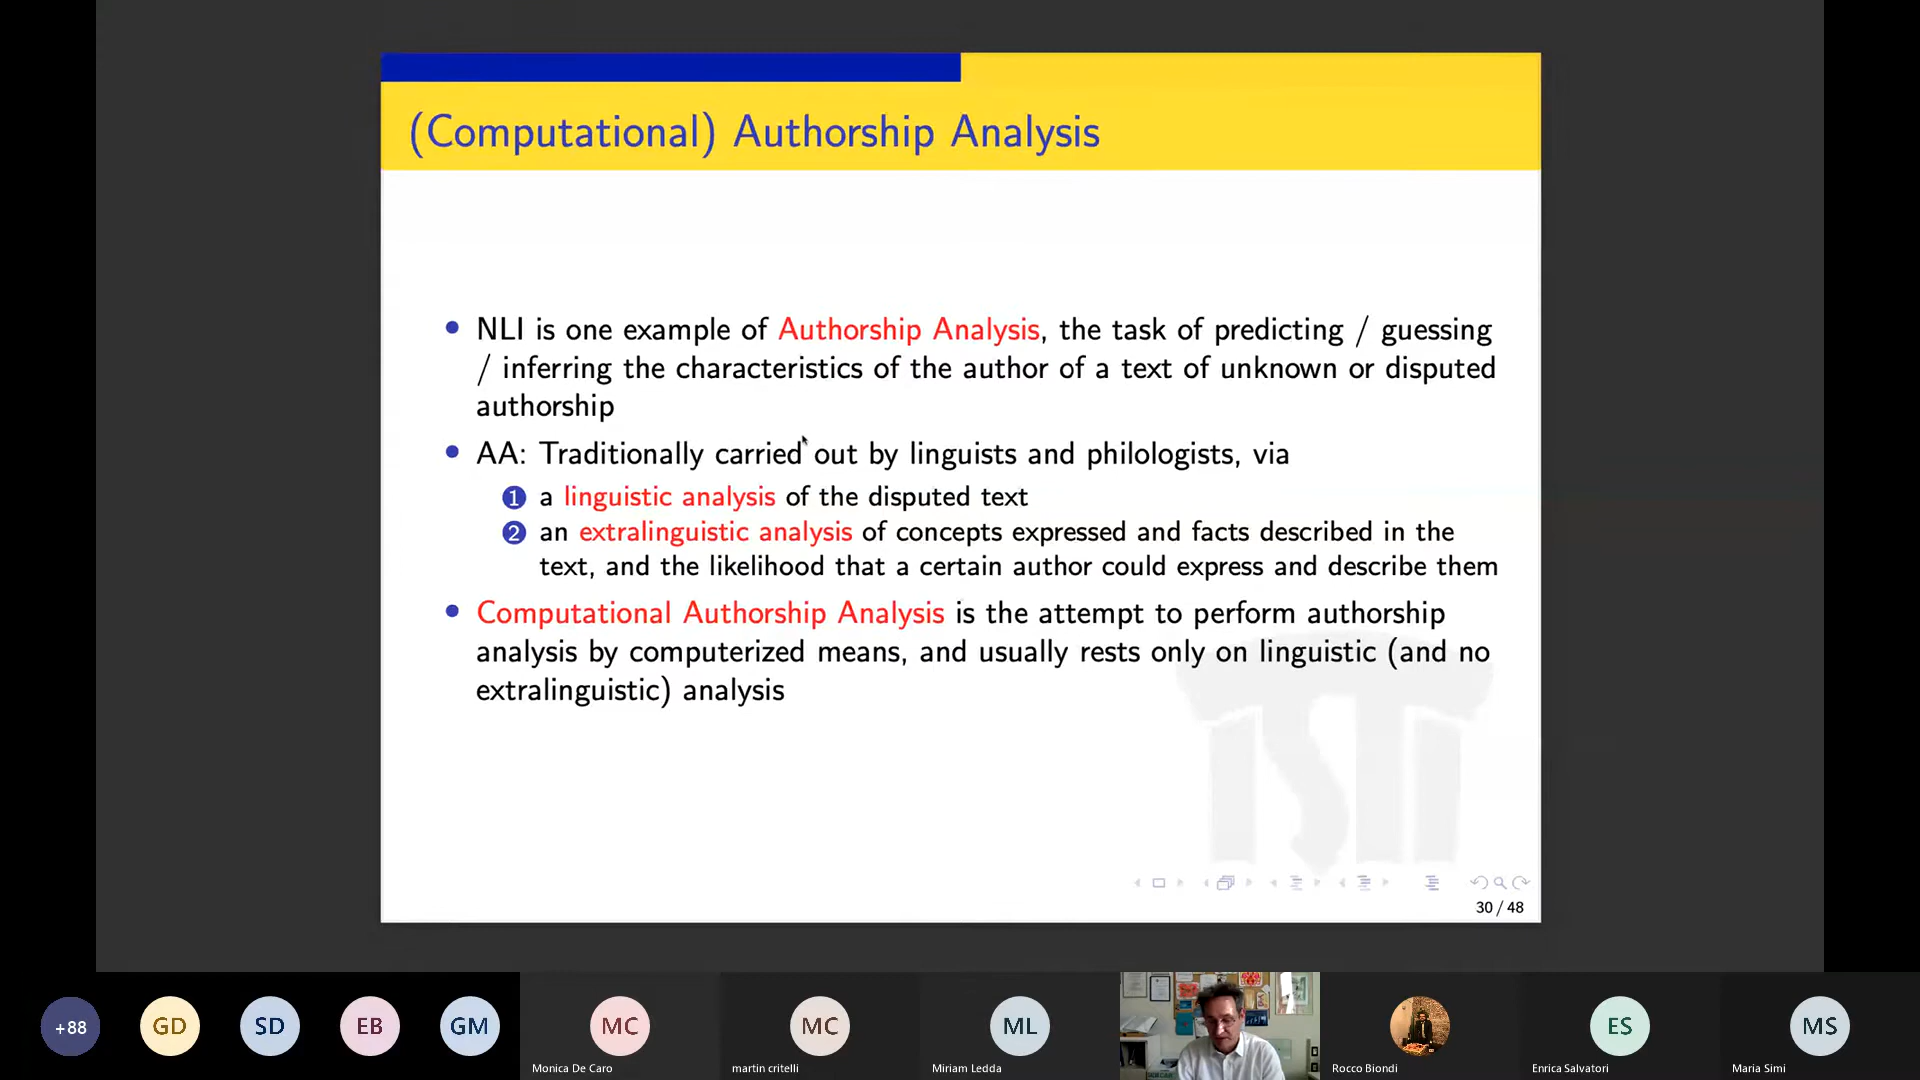 (Computational) Authorship Analysis
• NLI is one example of Authorship Analysis, the task of predicting / guessing
/ inferring the characteristics of the author of a text of unknown or disputed
authorship
• AA: Traditionally carried out by linguists and philologists, via
1 a linguistic analysis of the disputed text
2 an extralinguistic analysis of concepts expressed and facts described in the
text, and the likelihood that a certain author could express and describe them
• Computational Authorship Analysis is the attempt to perform authorship
analysis by computerized means, and usually rests only on linguistic (and no
extralinguistic) analysis
ISTI
30 / 48
+88 GD SD EB GM MC MC ML ES MS
Monica De Caro martin critelli Miriam Ledda Rocco Biondi Enrica Salvatori Maria Simi